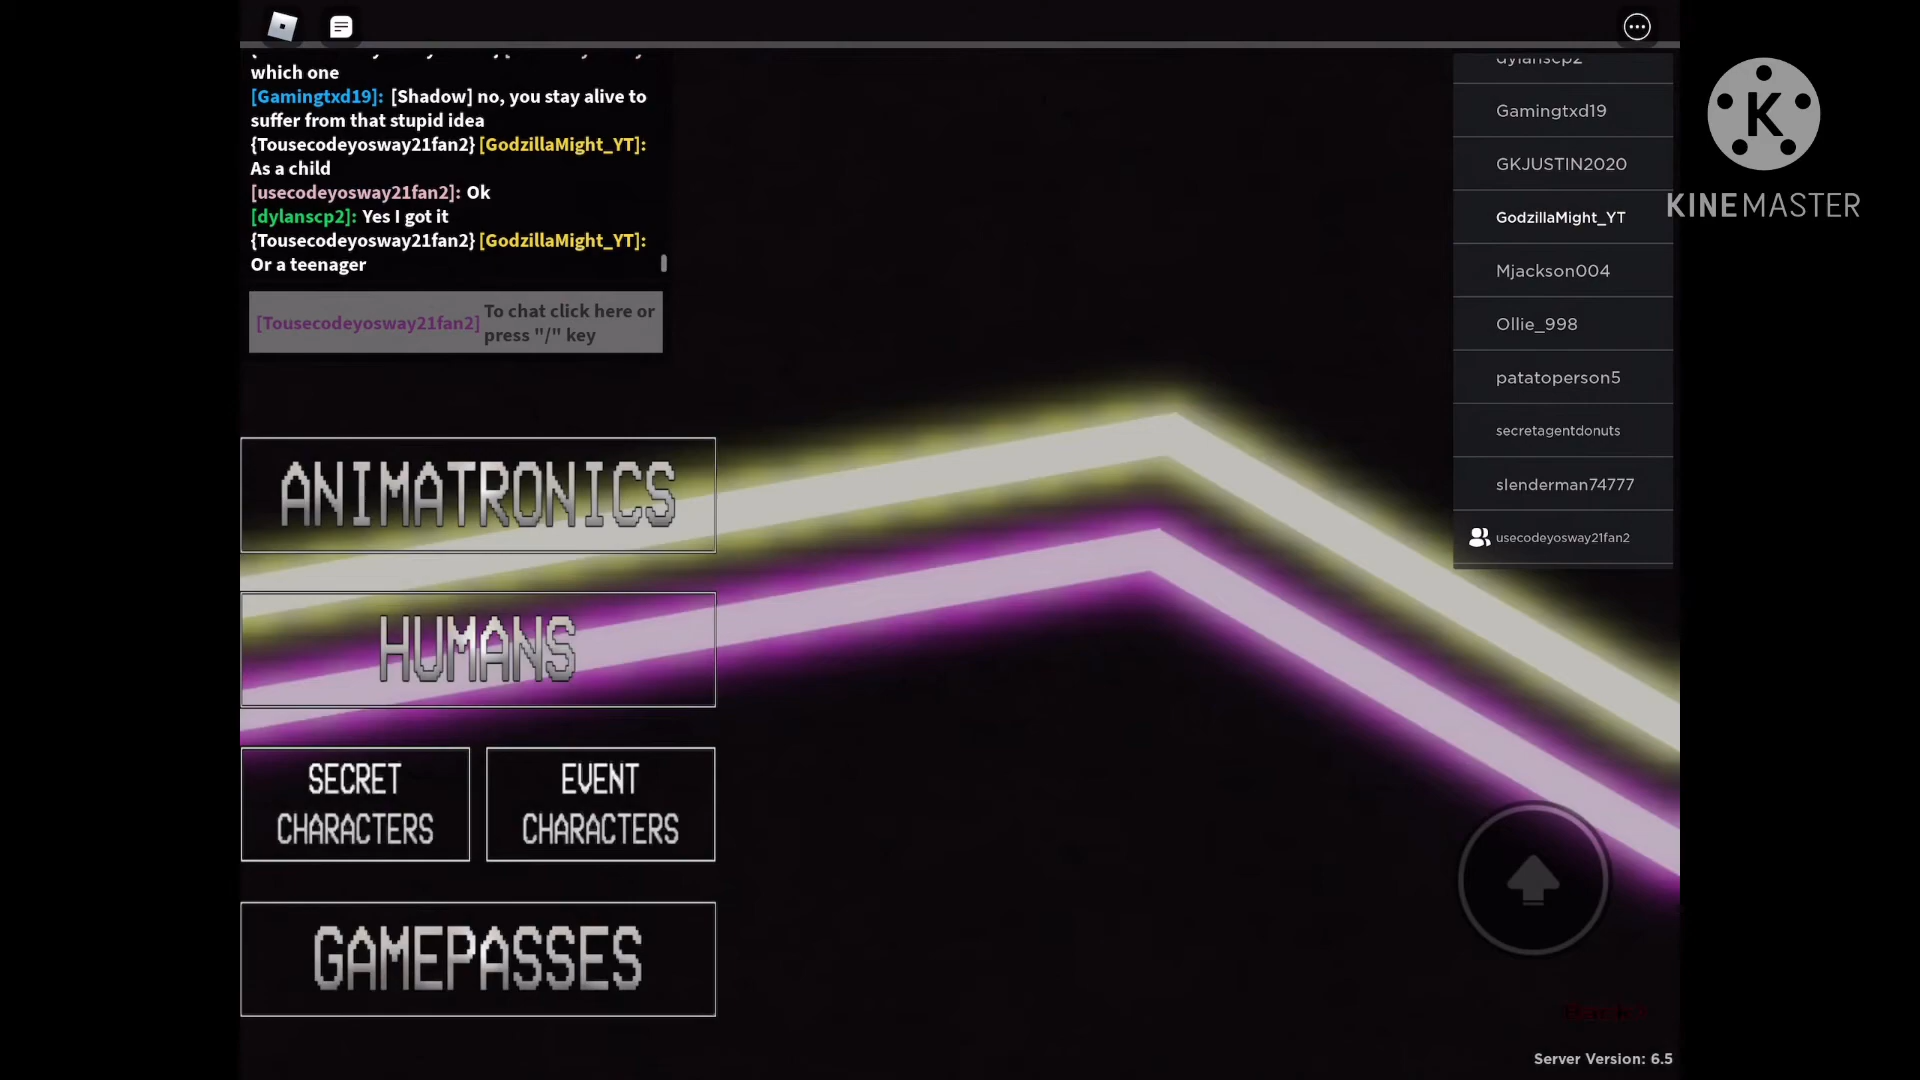 which one
[Gamingtxd19]: [Shadow] no, you stay alive to
suffer from that stupid idea
{Tousecodeyosway21fan2} [GodzillaMight_YT]:
As a child
[usecodeyosway21fan2]: Ok
[dylanscp2]: Yes I got it
{Tousecodeyosway21fan2} [GodzillaMight_YT]:
Or a teenager
[Tousecodeyosway21fan2] To chat click here or
press "/" key
ANIMATRONICS
HUMANS
SECRET
CHARACTERS
EVENT
CHARACTERS
GAMEPASSES
dylanscp2
Gamingtxd19
GKJUSTIN2020
GodzillaMight_YT
Mjackson004
Ollie_998
patatoperson5
secretagentdonuts
slenderman74777
usecodeyosway21fan2
K
KINEMASTER
Server Version: 6.5